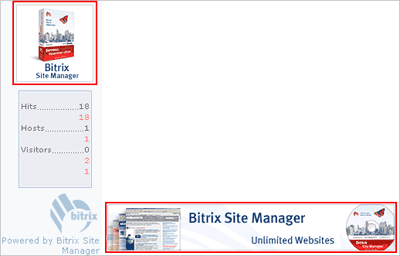 Bitrix
Site Manager
Hits.................18
18
Hosts..............1
1
Visitors..........0
2
1
bitrix
Powered by Bitrix Site
Manager
Bitrix Site Manager
Unlimited Websites